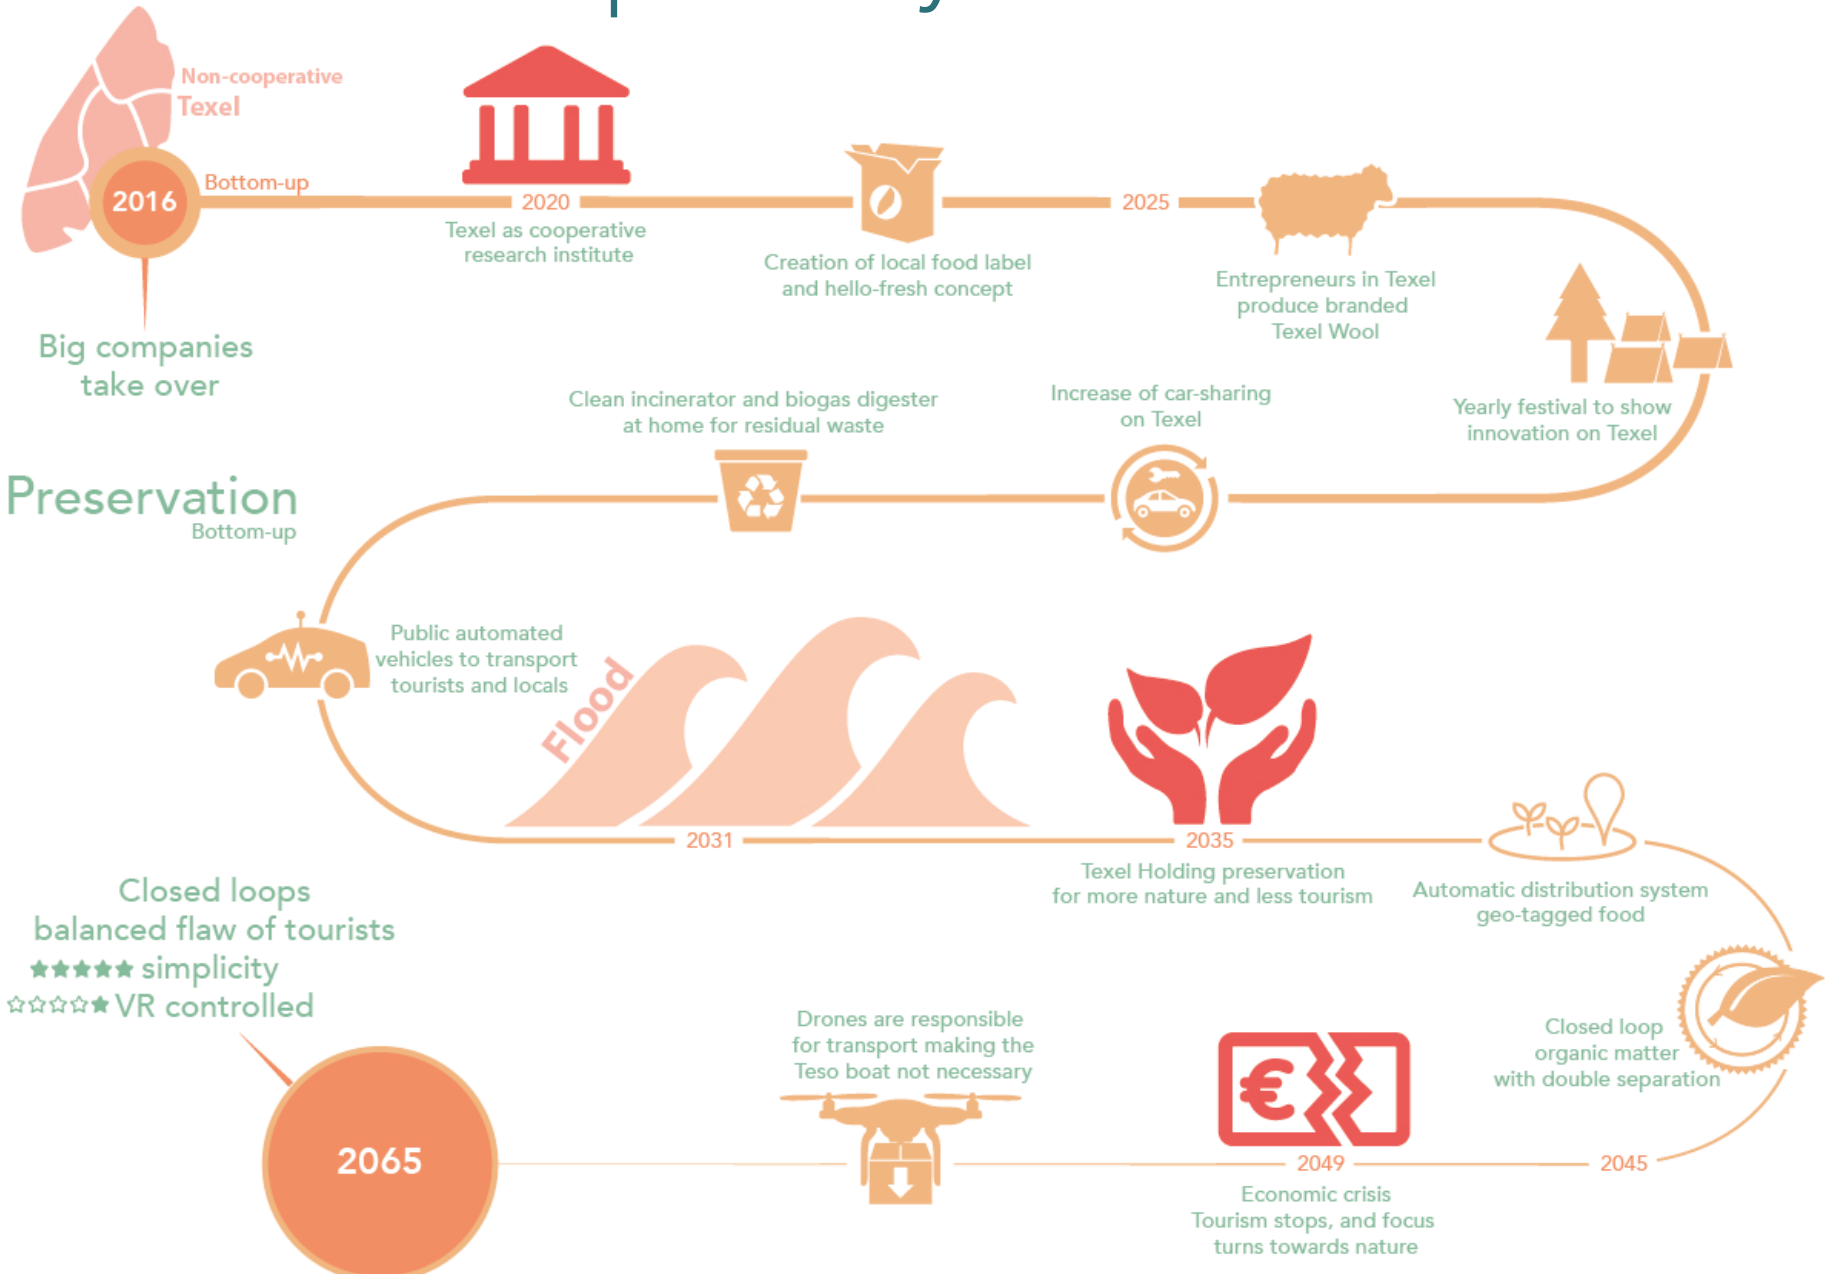 Non-cooperative
Texel
2016
Bottom-up
2020
2025
Texel as cooperative
research institute
Creation of local food label
and hello-fresh concept
Entrepreneurs in Texel
produce branded
Texel Wool
Big companies
take over
Yearly festival to show
innovation on Texel
Increase of car-sharing
on Texel
Clean incinerator and biogas digester
at home for residual waste
Preservation
Bottom-up
Public automated
vehicles to transport
tourists and locals
Flood
2031
2035
Texel Holding preservation
for more nature and less tourism
Automatic distribution system
geo-tagged food
Closed loop
organic matter
with double separation
2045
€
2049
Economic crisis
Tourism stops, and focus
turns towards nature
Drones are responsible
for transport making the
Teso boat not necessary
Closed loops
balanced flaw of tourists
★★★★★ simplicity
☆☆☆☆★ VR controlled
2065